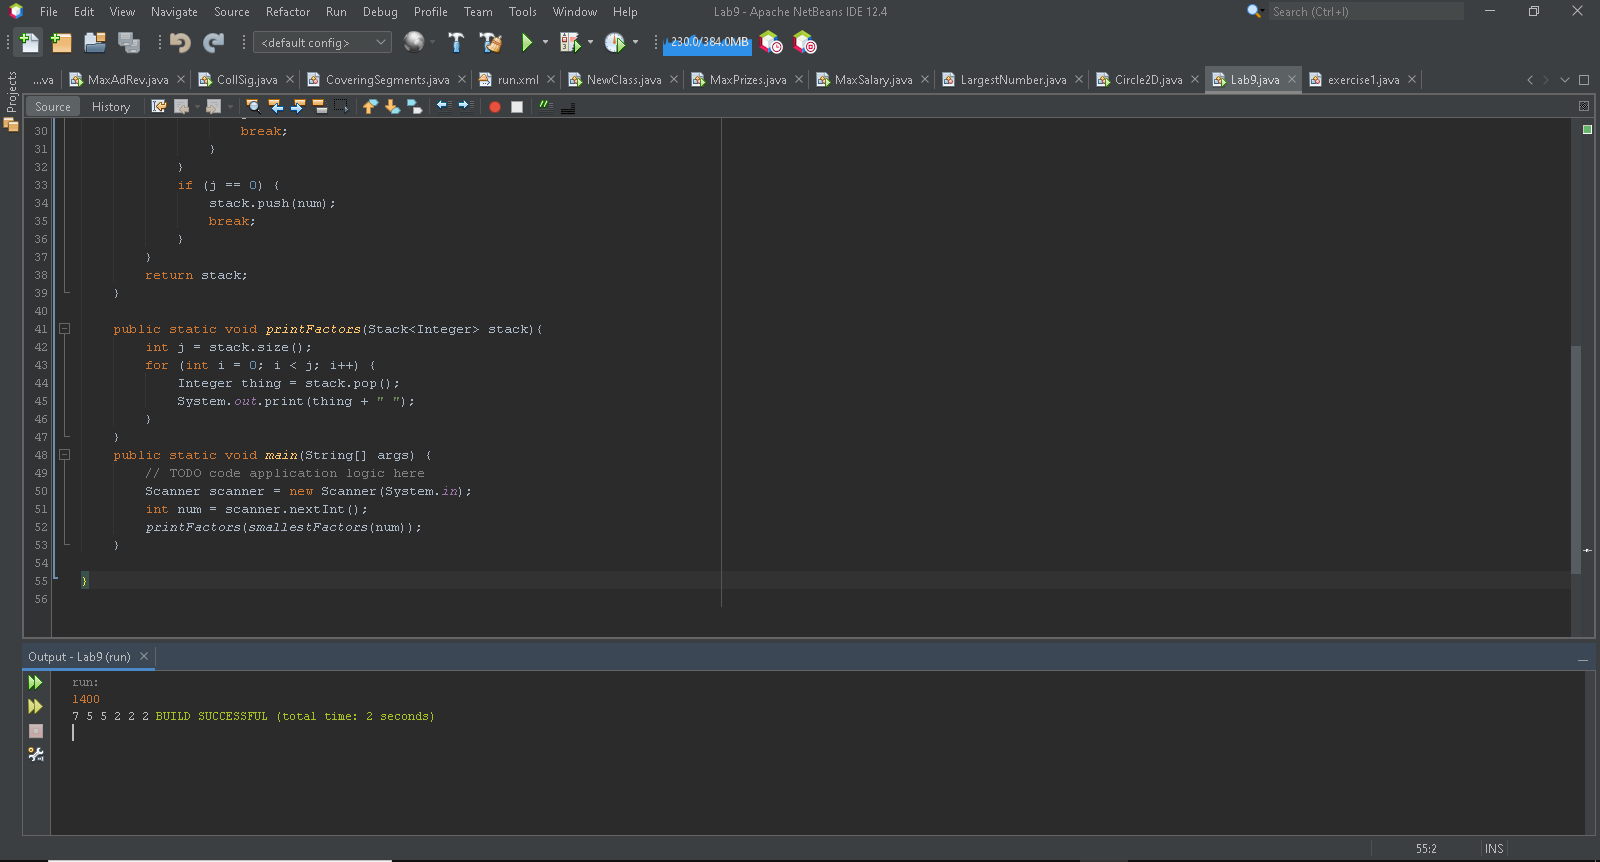 File Edit View Navigate Source Refactor Run Debug Profile Team Tools Window Help Lab9 - Apache NetBeans IDE 12.4 Search (Ctrl+I)
<default config> 230.0/384.0MB
...va MaxAdRev.java CollSig.java CoveringSegments.java run.xml NewClass.java MaxPrizes.java MaxSalary.java LargestNumber.java Circle2D.java Lab9.java exercise1.java
Projects
Source History
30 break;
31 }
32 }
33 if (j == 0) {
34 stack.push(num);
35 break;
36 }
37 }
38 return stack;
39 }
40
41 public static void printFactors(Stack<Integer> stack){
42 int j = stack.size();
43 for (int i = 0; i < j; i++) {
44 Integer thing = stack.pop();
45 System.out.print(thing + " ");
46 }
47 }
48 public static void main(String[] args) {
49 // TODO code application logic here
50 Scanner scanner = new Scanner(System.in);
51 int num = scanner.nextInt();
52 printFactors(smallestFactors(num));
53 }
54
55 }
56
Output - Lab9 (run)
run:
1400
7 5 5 2 2 2 BUILD SUCCESSFUL (total time: 2 seconds)
55:2 INS